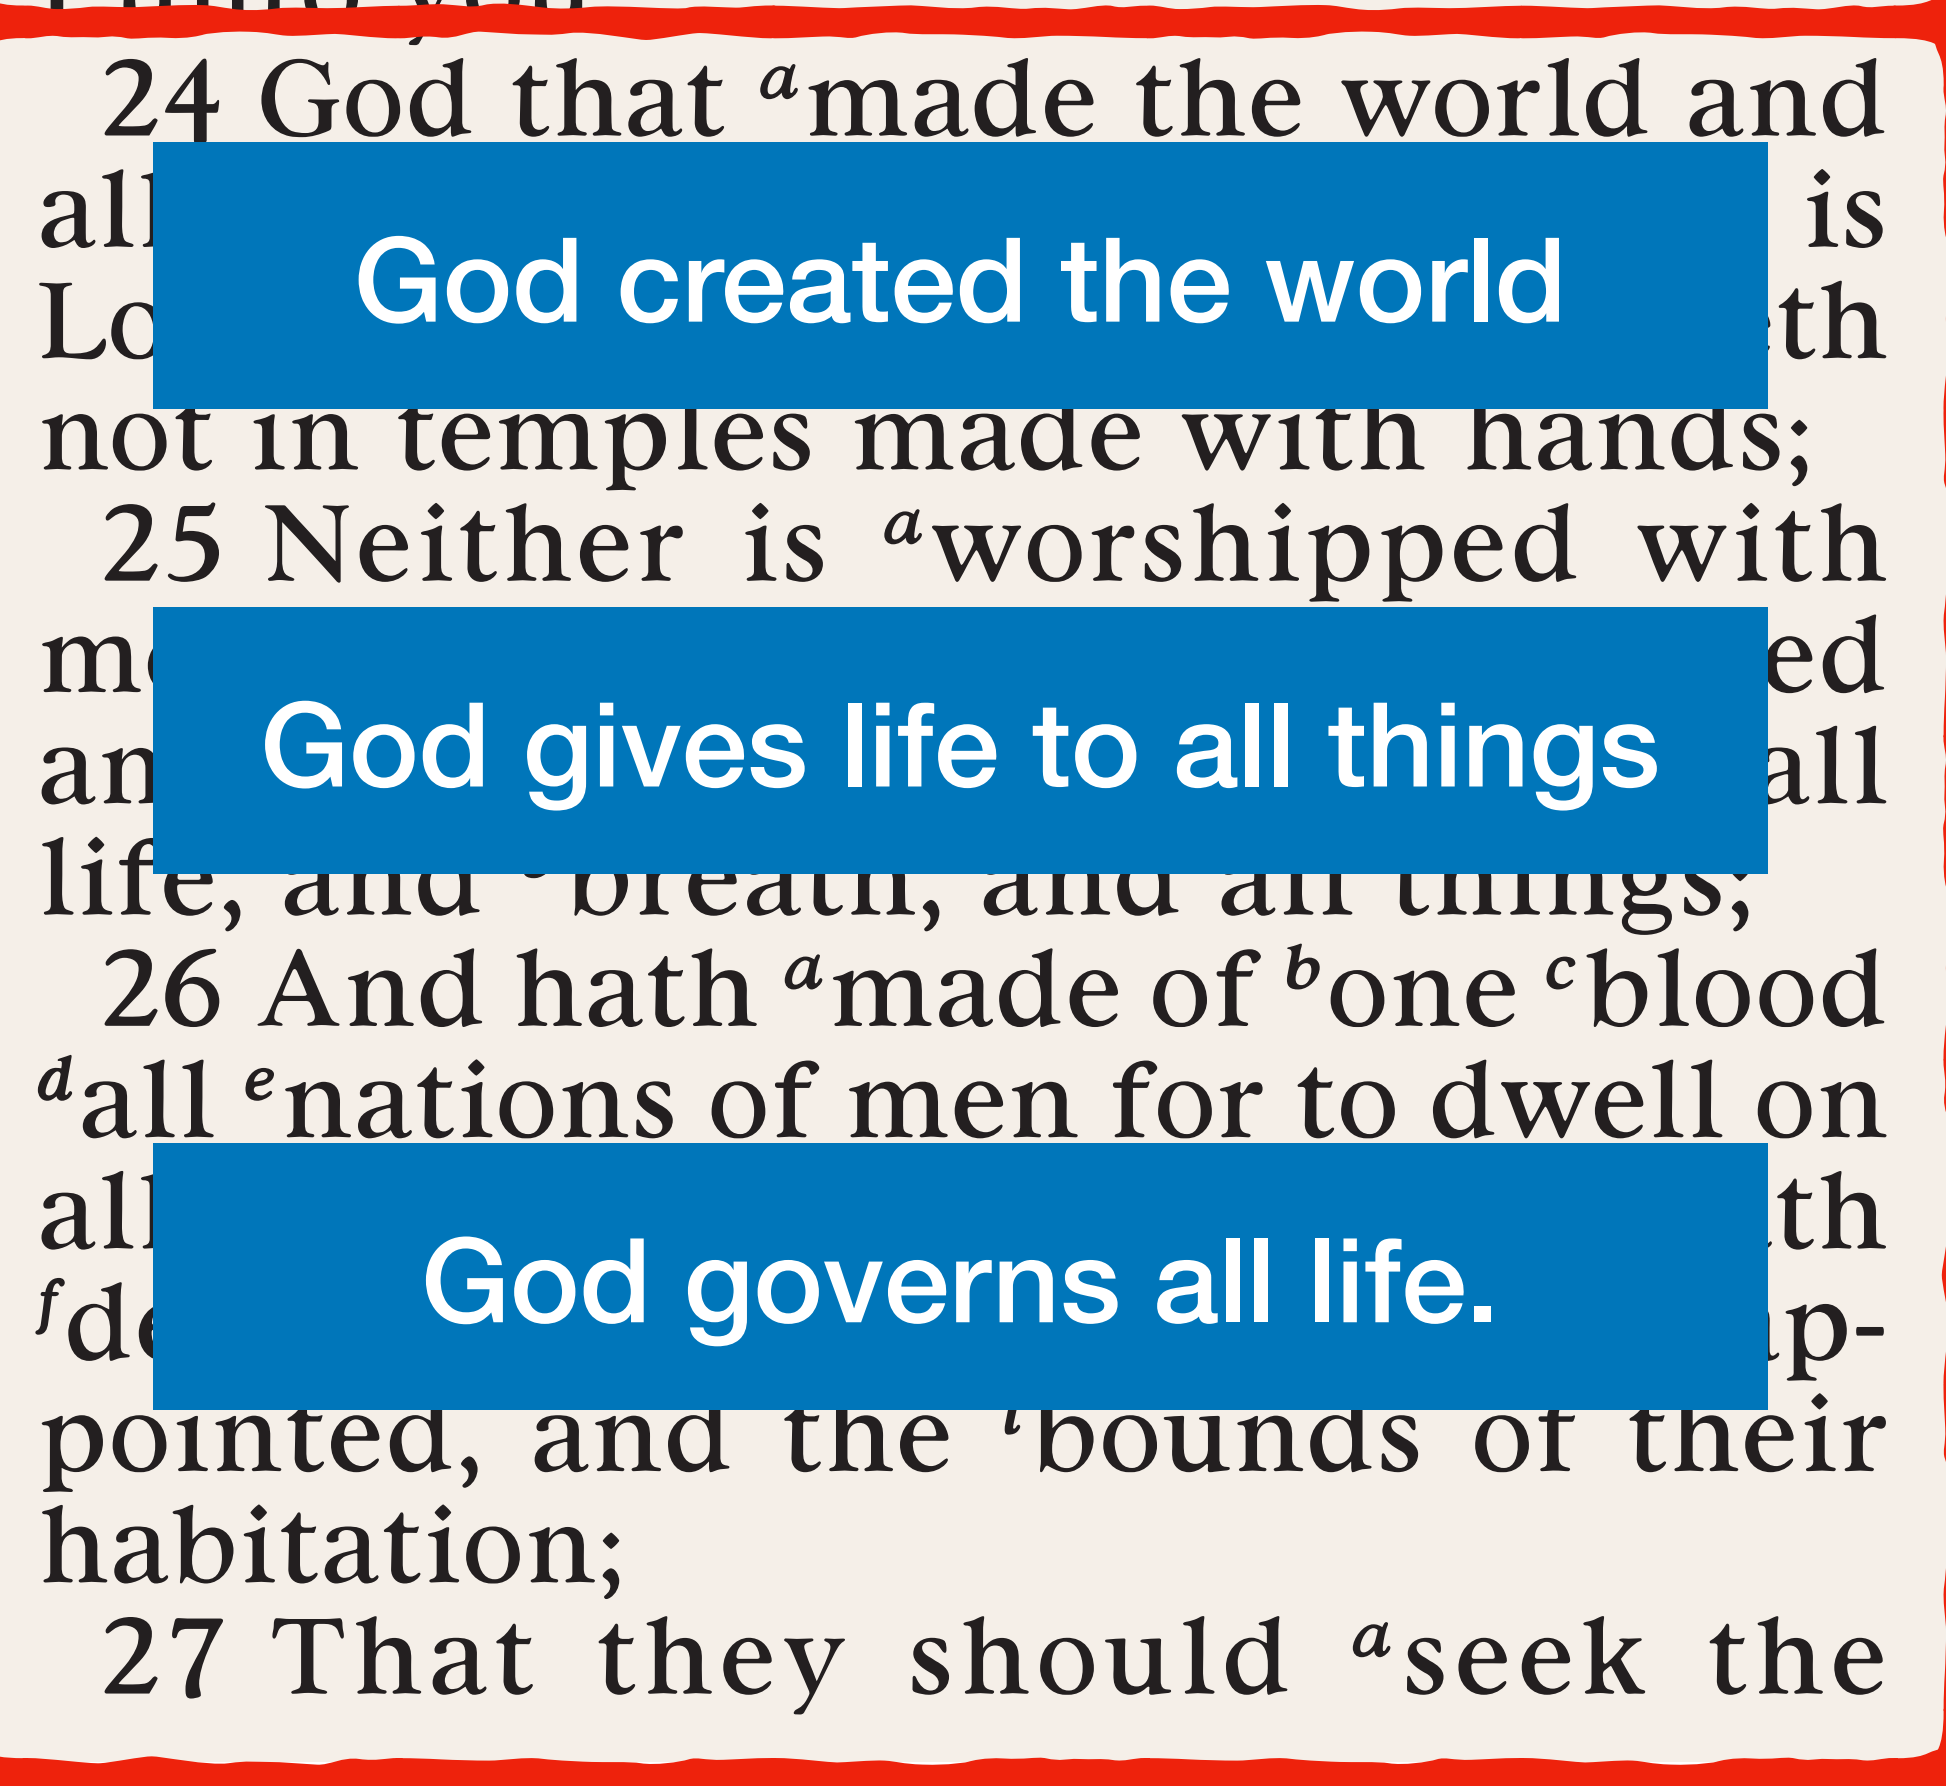 24 God that a made the world and
all is
God created the world
Lo th
not in temples made with hands;
25 Neither is a worshipped with
m ed
God gives life to all things
an all
life, and breath, and all things;
26 And hath a made of b one c blood
d all e nations of men for to dwell on
all th
God governs all life.
f de p-
pointed, and the bounds of their
habitation;
27 That they should a seek the